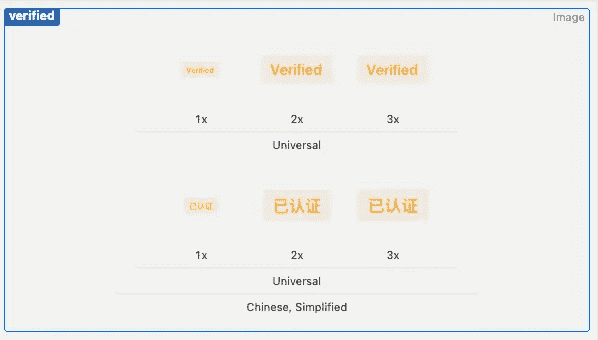 verified Image
Verified Verified Verified
1x 2x 3x
Universal
已认证 已认证 已认证
1x 2x 3x
Universal
Chinese, Simplified